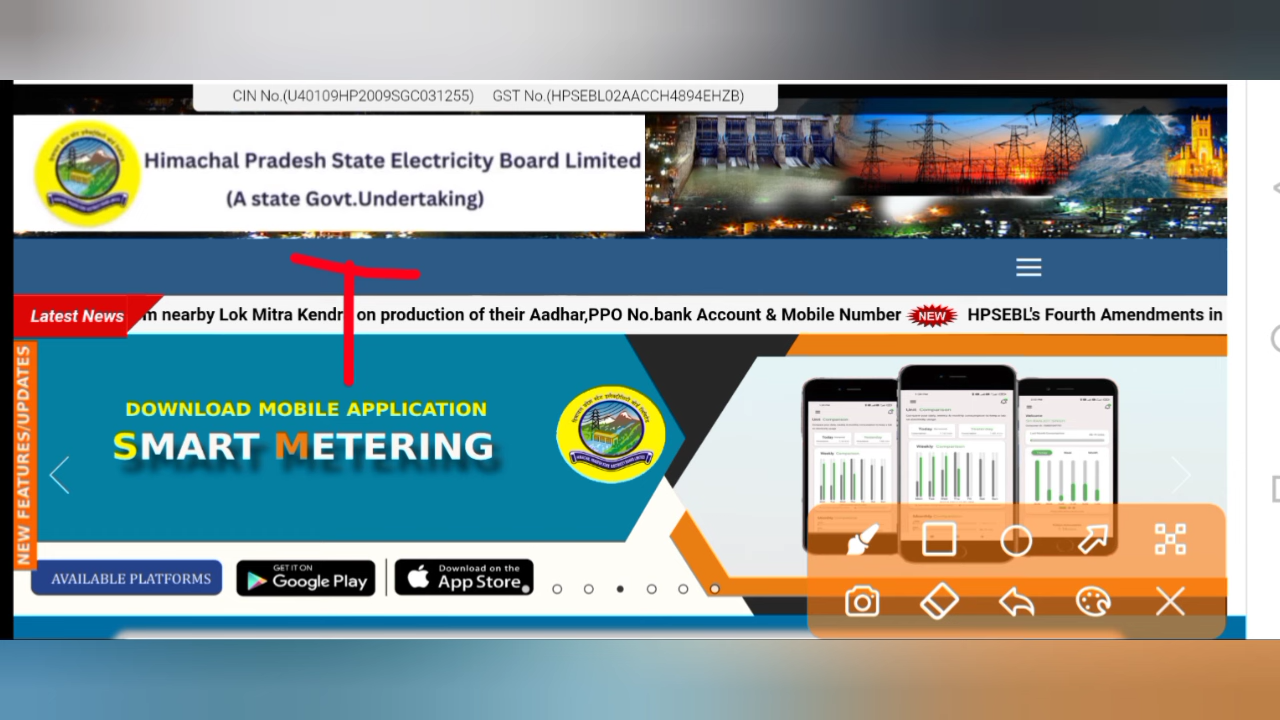 CIN No.(U40109HP2009SGC031255) GST No.(HPSEBL02AACCH4894EHZB)
Himachal Pradesh State Electricity Board Limited
(A state Govt.Undertaking)
Latest News
nearby Lok Mitra Kendr on production of their Aadhar,PPO No.bank Account & Mobile Number NEW HPSEBL's Fourth Amendments in
NEW FEATURES/UPDATES
DOWNLOAD MOBILE APPLICATION
SMART METERING
AVAILABLE PLATFORMS
GET IT ON
Google Play
Download on the
App Store